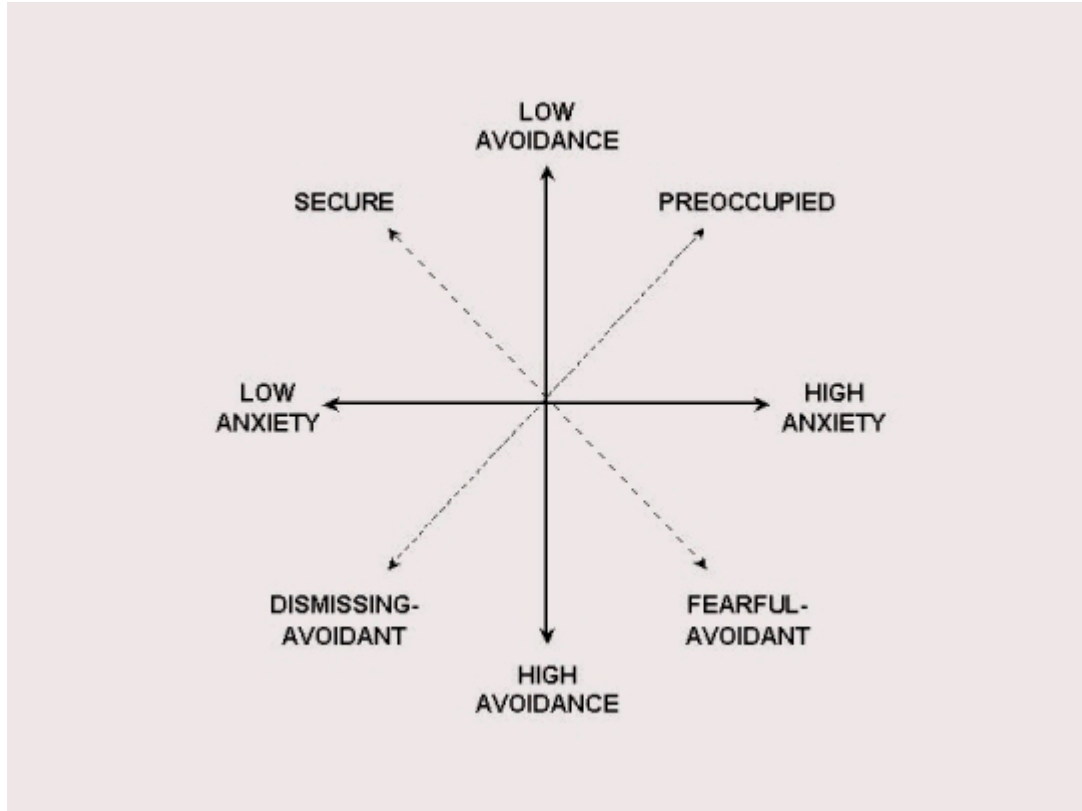 LOW
AVOIDANCE
SECURE
PREOCCUPIED
LOW
ANXIETY
HIGH
ANXIETY
DISMISSING-
AVOIDANT
FEARFUL-
AVOIDANT
HIGH
AVOIDANCE